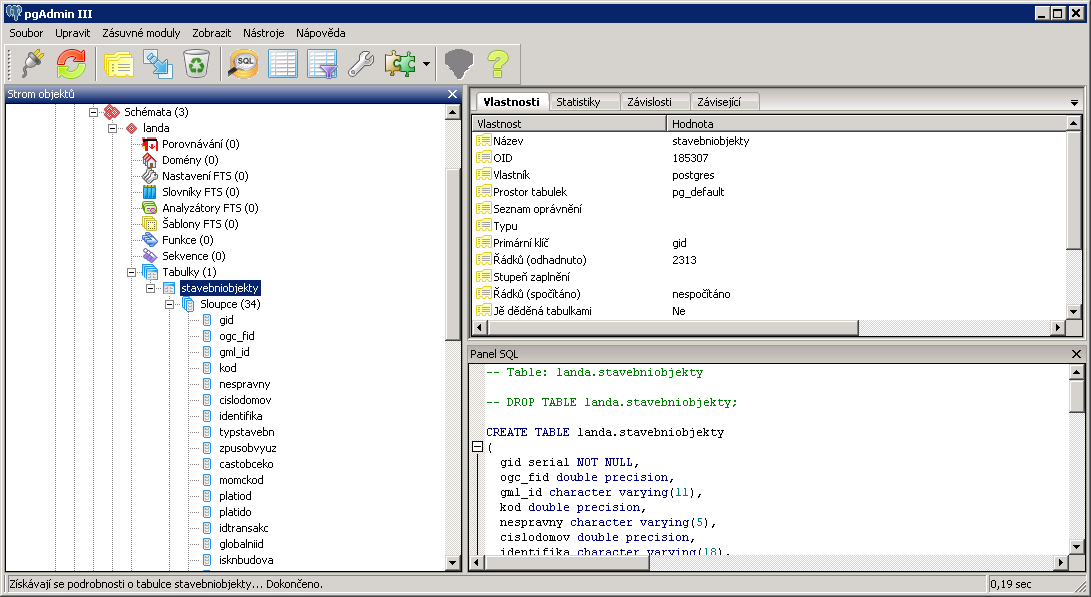 pgAdmin III
Soubor Upravit Zásuvné moduly Zobrazit Nástroje Nápověda
SQL
Strom objektů
Schémata (3)
landa
Porovnávání (0)
Domény (0)
Nastavení FTS (0)
Slovníky FTS (0)
Analyzátory FTS (0)
Šablony FTS (0)
Funkce (0)
Sekvence (0)
Tabulky (1)
stavebniobjekty
Sloupce (34)
gid
ogc_fid
gml_id
kod
nespravny
cislodomov
identifika
typstavebn
zpusobvyuz
castobceko
momckod
platiod
platido
idtransakc
globalniid
isknbudova
Vlastnosti Statistiky Závislosti Závisející
Vlastnost Hodnota
Název stavebniobjekty
OID 185307
Vlastník postgres
Prostor tabulek pg_default
Seznam oprávnění
Typu
Primární klíč gid
Řádků (odhadnuto) 2313
Stupeň zaplnění
Řádků (spočítáno) nespočítáno
Jě děděná tabulkami Ne
Panel SQL
-- Table: landa.stavebniobjekty
-- DROP TABLE landa.stavebniobjekty;
CREATE TABLE landa.stavebniobjekty
(
gid serial NOT NULL,
ogc_fid double precision,
gml_id character varying(11),
kod double precision,
nespravny character varying(5),
cislodomov double precision,
identifika character varying(18),
Získávají se podrobnosti o tabulce stavebniobjekty... Dokončeno.
0,19 sec